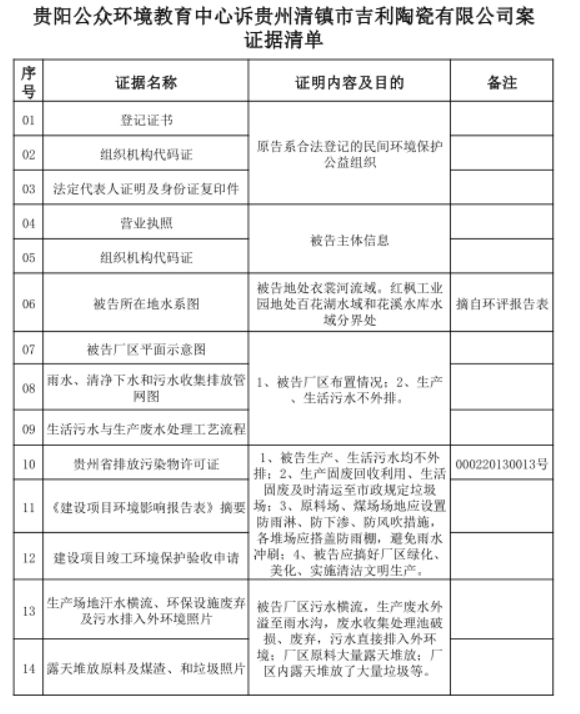 贵阳公众环境教育中心诉贵州清镇市吉利陶瓷有限公司案
证据清单
序号 证据名称 证明内容及目的 备注
01 登记证书
02 组织机构代码证
03 法定代表人证明及身份证复印件
原告系合法登记的民间环境保护
公益组织
04 营业执照
05 组织机构代码证
被告主体信息
06 被告所在地水系图
被告地处衣裳河流域。红枫工业
园地处百花湖水域和花溪水库水
域分界处
摘自环评报告表
07 被告厂区平面示意图
08 雨水、清净下水和污水收集排放管
网图
09 生活污水与生产废水处理工艺流程
1、被告厂区布置情况；2、生产
、生活污水不外排。
10 贵州省排放污染物许可证
000220130013号
11 《建设项目环境影响报告表》摘要
12 建设项目竣工环境保护验收申请
1、被告生产、生活污水均不外
排；2、生产固废回收利用、生活
固废及时清运至市政规定垃圾
场；3、原料场、煤场场地应设置
防雨淋、防下渗、防风吹措施，
各堆场应搭盖防雨棚，避免雨水
冲刷；4、被告应搞好厂区绿化、
美化、实施清洁文明生产。
13 生产场地汗水横流、环保设施废弃
及污水排入外环境照片
14 露天堆放原料及煤渣、和垃圾照片
被告厂区污水横流，生产废水外
溢至雨水沟，废水收集处理池破
损、废弃，污水直接排入外环
境；厂区原料大量露天堆放；厂
区内露天堆放了大量垃圾等。